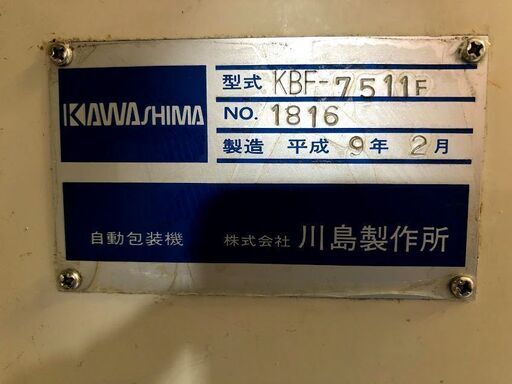 KAWASHIMA
型式 KBF-7511F
NO. 1816
製造 平成 9年 2月
自動包装機 株式会社 川島製作所